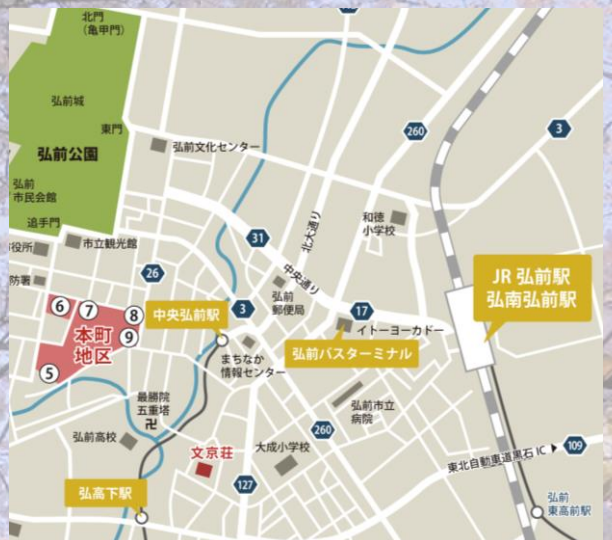 北門
（亀甲門）
弘前城
東門
弘前公園
弘前
市民会館
追手門
市立観光館
役所
防署
弘前文化センター
260
3
和徳
小学校
31
北大通り
中央通り
26
3
弘前
郵便局
17
イトーヨーカドー
JR 弘前駅
弘南弘前駅
中央弘前駅
弘前バスターミナル
まちなか
情報センター
6
7
8
9
5
本町
地区
最勝院
五重塔
卍
弘前高校
文京荘
大成小学校
弘前市立
病院
260
127
東北自動車道黒石 IC ▶
109
弘高下駅
弘前
東高前駅